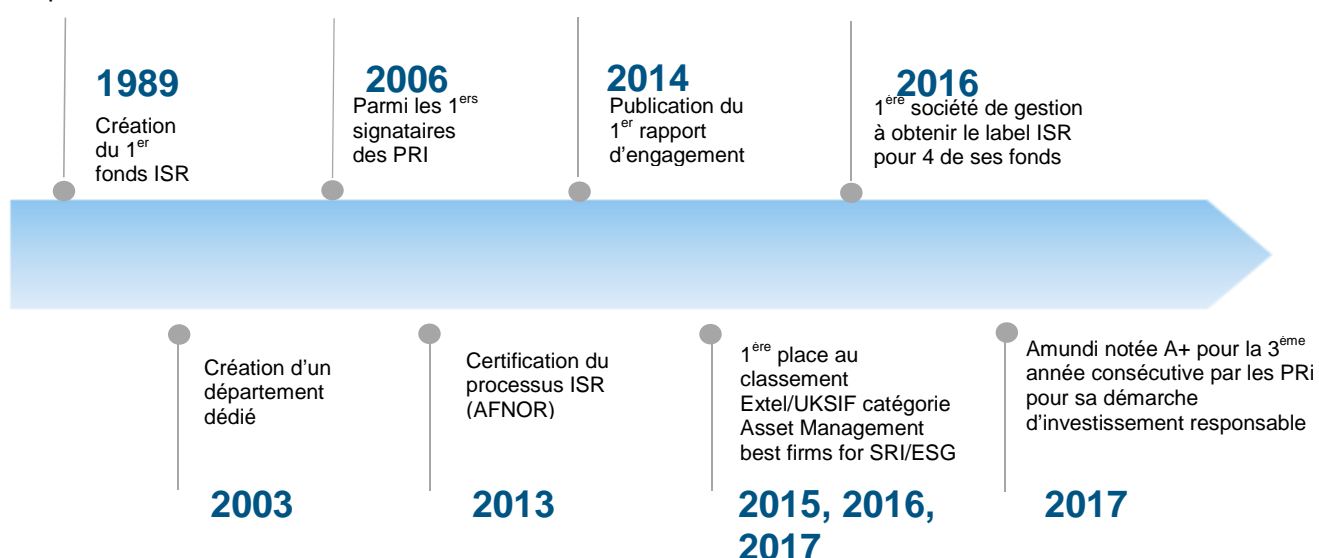 1989
Création
du 1er
fonds ISR
2006
Parmi les 1ers
signataires
des PRI
2014
Publication du
1er rapport
d'engagement
2016
1ère société de gestion
à obtenir le label ISR
pour 4 de ses fonds
Création d'un
département
dédié
2003
Certification du
processus ISR
(AFNOR)
2013
1ère place au
classement
Extel/UKSIF catégorie
Asset Management
best firms for SRI/ESG
2015, 2016,
2017
Amundi notée A+ pour la 3ème
année consécutive par les PRi
pour sa démarche
d'investissement responsable
2017